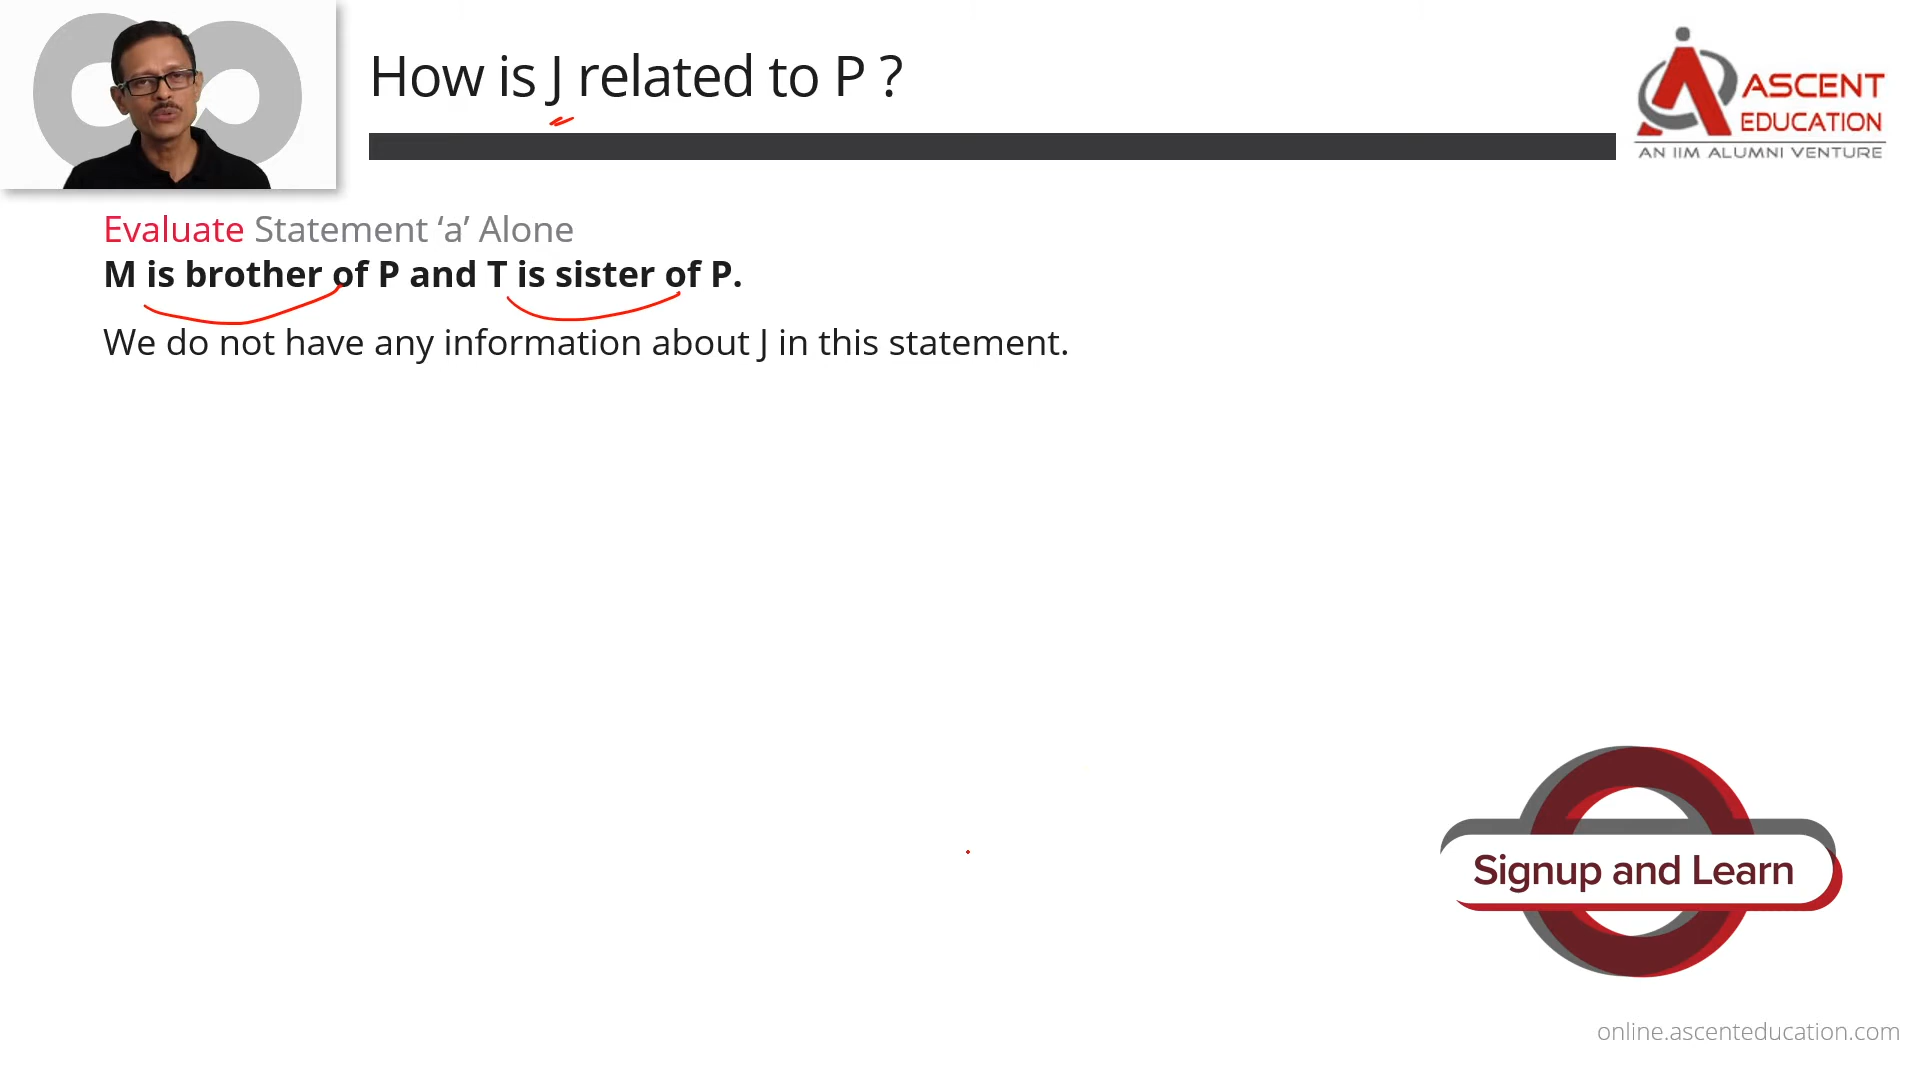 How is J related to P ?
ASCENT
EDUCATION
AN IIM ALUMNI VENTURE
Evaluate Statement ‘a’ Alone
M is brother of P and T is sister of P.
We do not have any information about J in this statement.
Signup and Learn
online.ascenteducation.com